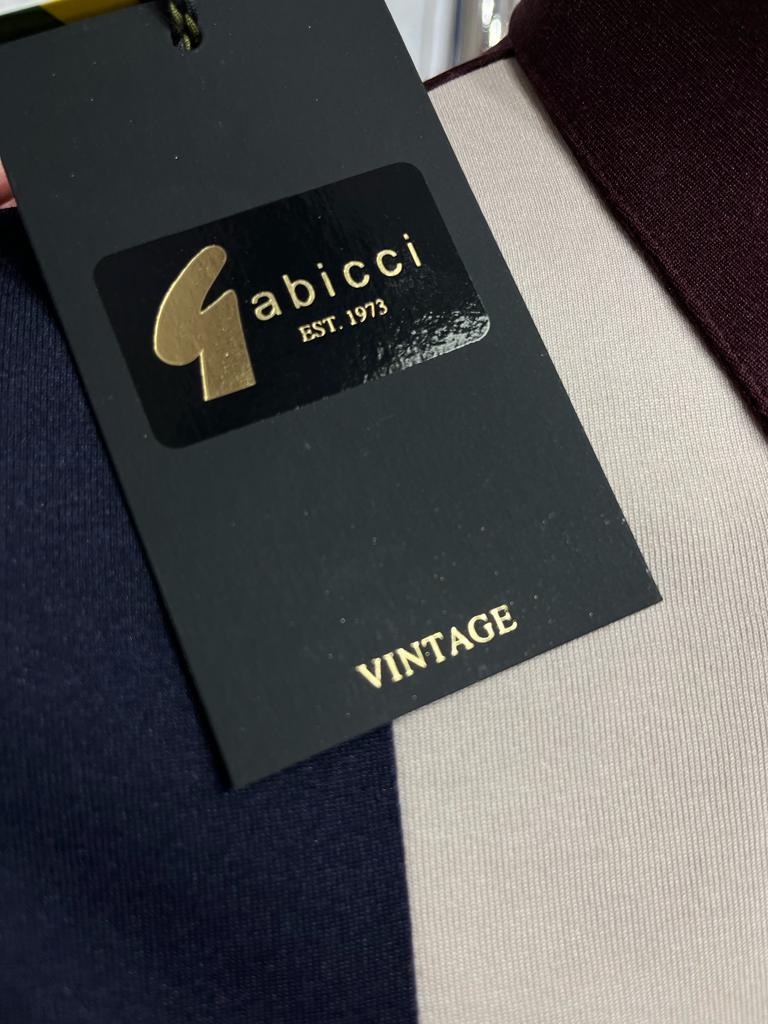 Gabicci
EST. 1973
VINTAGE